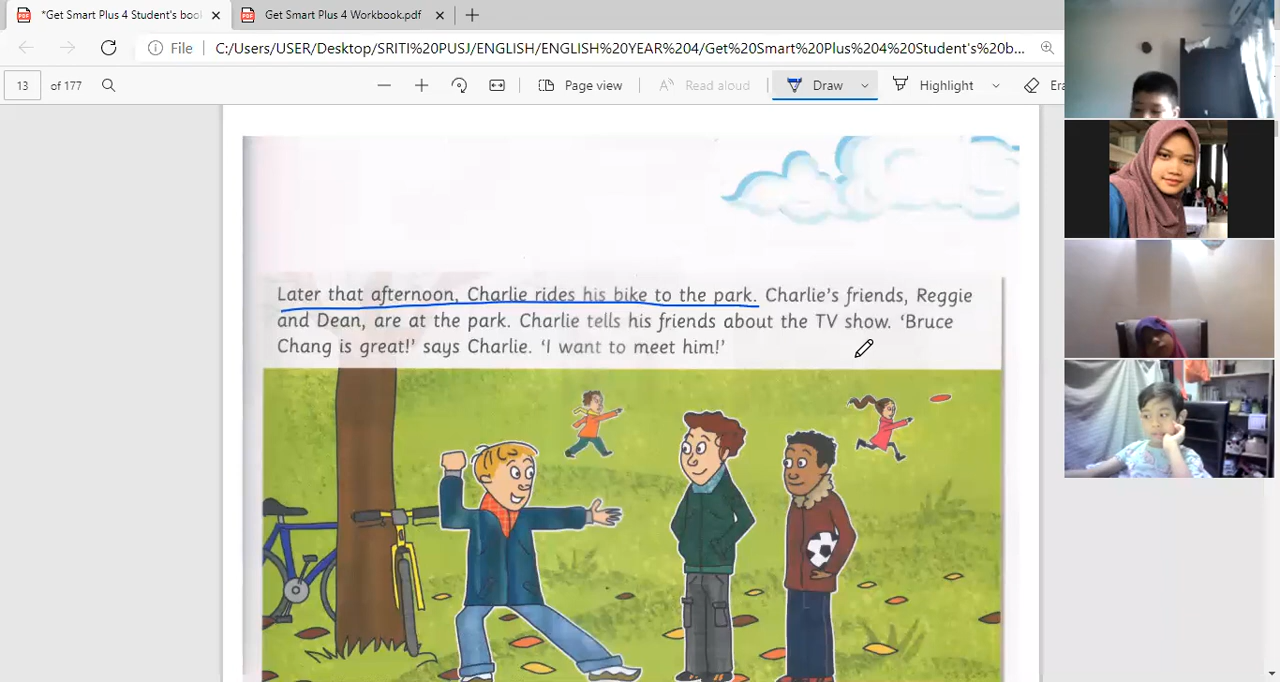 *Get Smart Plus 4 Student's boo
Get Smart Plus 4 Workbook.pdf
File
C:/Users/USER/Desktop/SRITI%20PUSJ/ENGLISH/ENGLISH%20YEAR%204/Get%20Smart%20Plus%204%20Student's%20b...
13 of 177
Page view
Read aloud
Draw
Highlight
Era
Later that afternoon, Charlie rides his bike to the park. Charlie's friends, Reggie
and Dean, are at the park. Charlie tells his friends about the TV show. 'Bruce
Chang is great!' says Charlie. 'I want to meet him!'